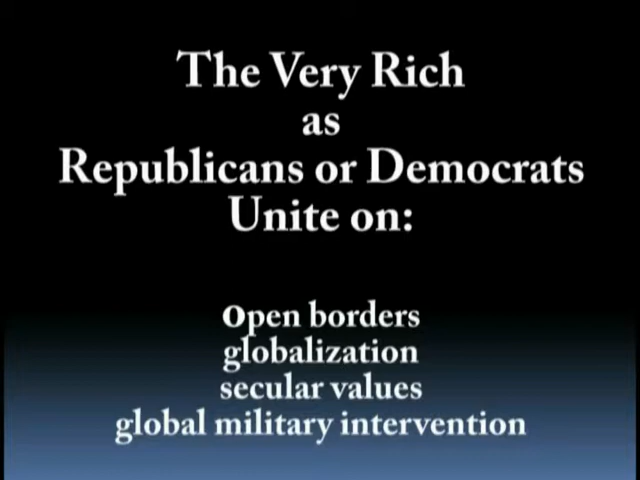 The Very Rich
as
Republicans or Democrats
Unite on:
Open borders
globalization
secular values
global military intervention